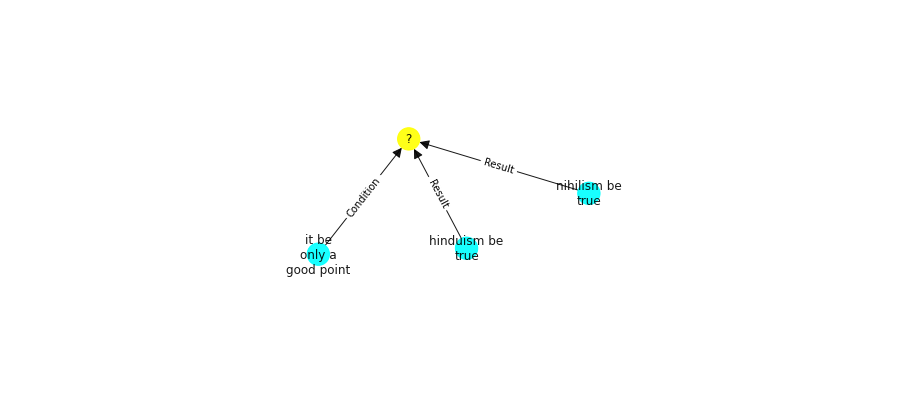 ?
Condition
Result
Result
nihilism be
true
it be
only a
good point
hinduism be
true